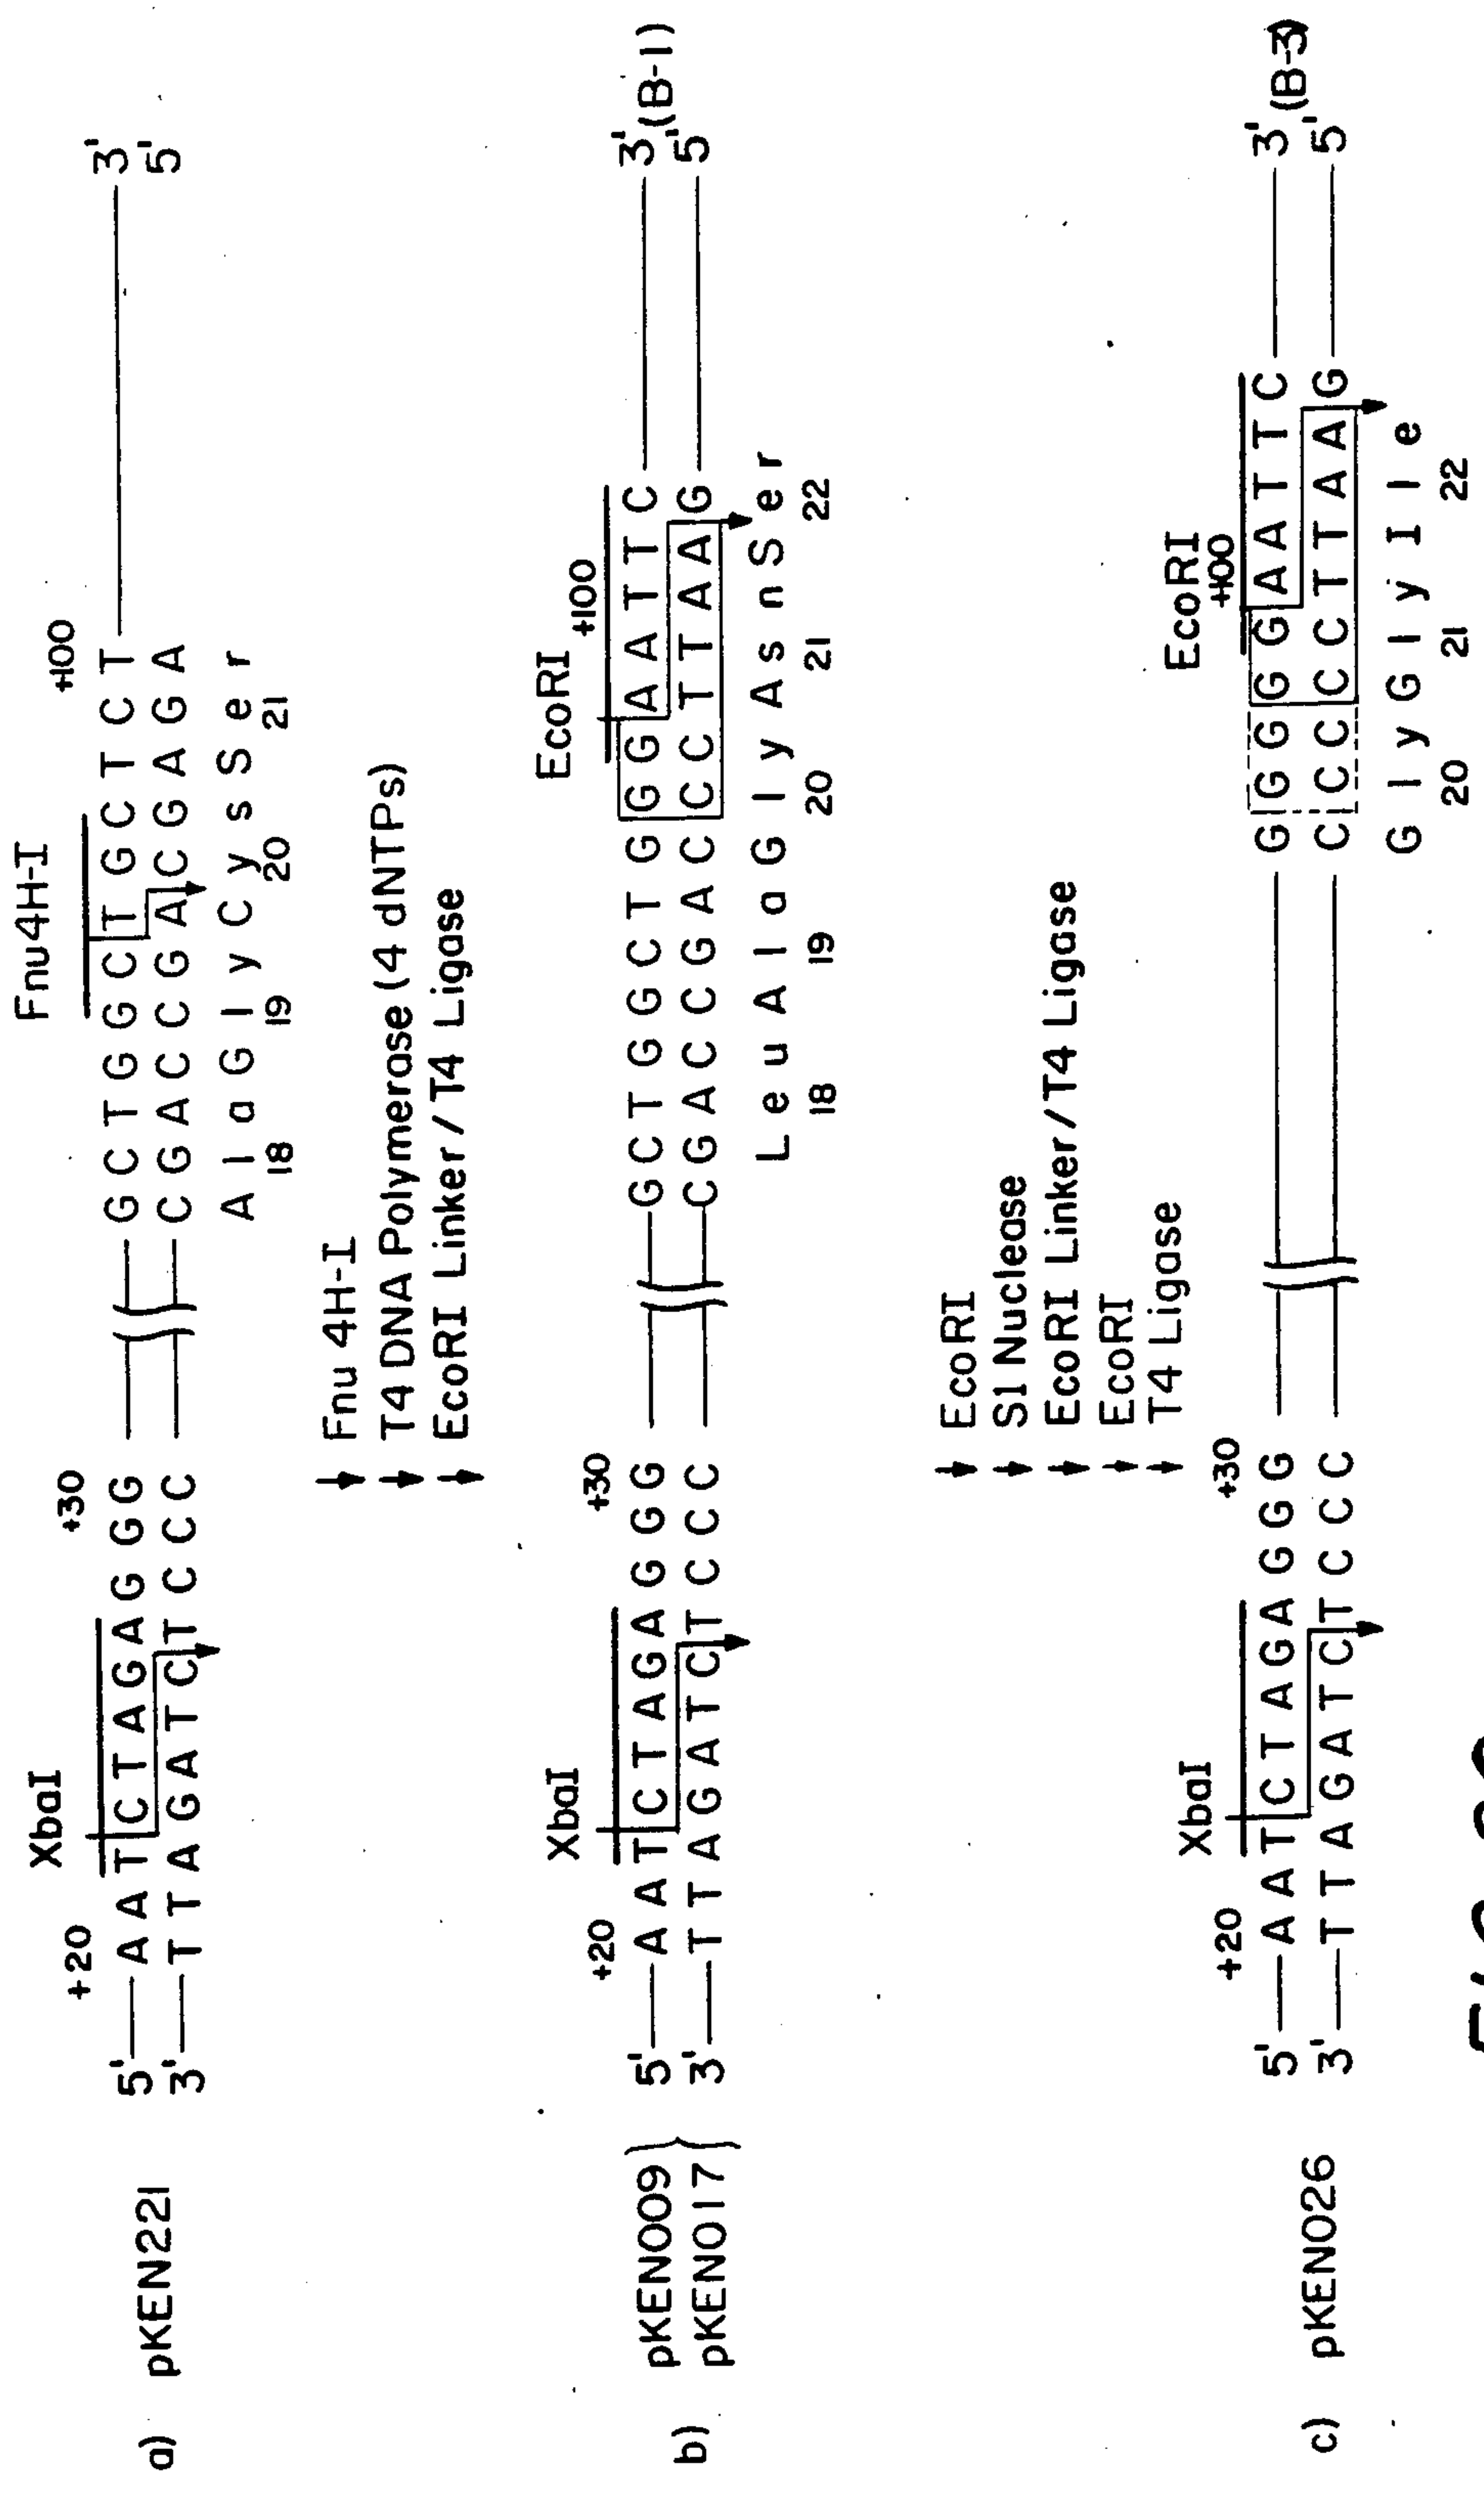 XbaI Fnu4H-I
+20 +30 +100
a) pKEN221 5' A A T C T A G A G G G G C T G G C T G C T C T 3'
3' T T A G A T C T C C C C G A C C G A C G A G A 5'
A l a G l y C y s S e r
18 19 20 21
Fnu 4H-I
T4 DNA Polymerase (4 dNTPs)
EcoRI Linker/T4 Ligase
XbaI EcoRI
+20 +30 +100
b) pKEN009 5' A A T C T A G A G G G G C T G G C T G G G A A T T C 3' (B-1)
pKEN017 3' T T A G A T C T C C C C G A C C G A C C C T T A A G 5'
L e u A l a G l y A s n S e r
18 19 20 21 22
EcoRI
S1 Nuclease
EcoRI Linker/T4 Ligase
EcoRI
T4 Ligase
XbaI EcoRI
+20 +30 +100
c) pKEN026 5' A A T C T A G A G G G G G G G G A A T T C 3' (B-3)
3' T T A G A T C T C C C C C C C C T T A A G 5'
G l y G l y I l e
20 21 22